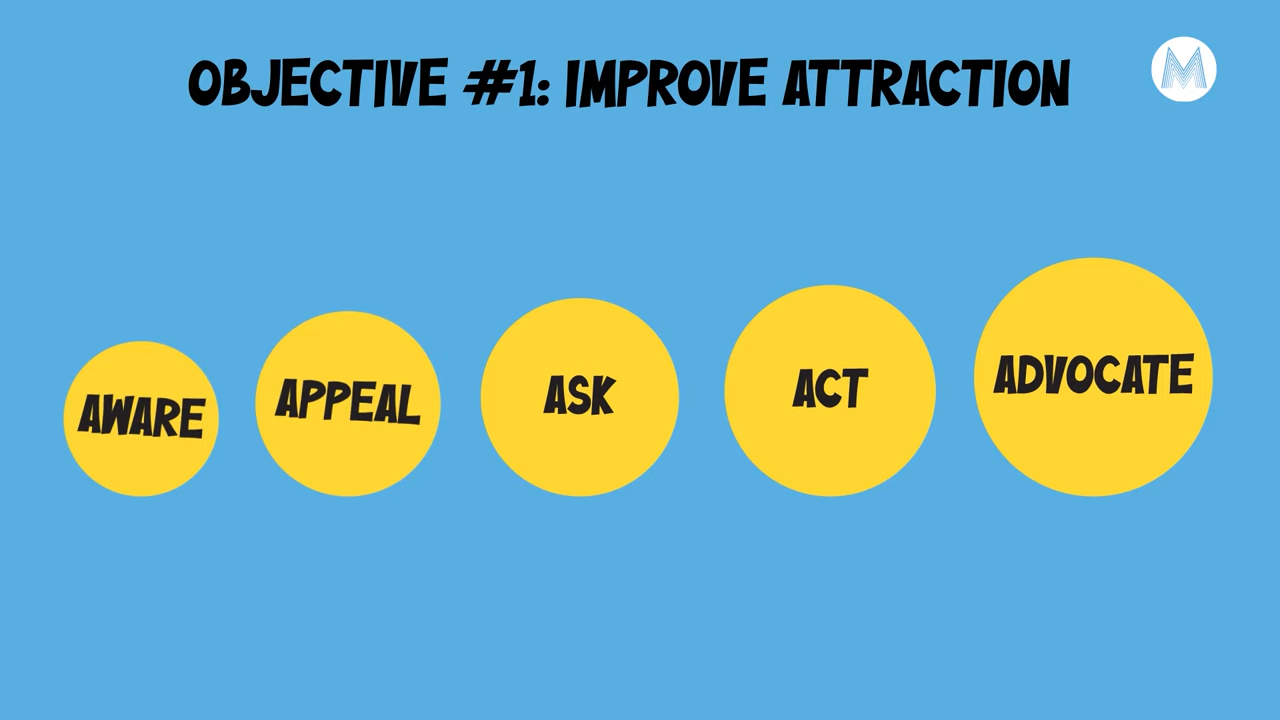 OBJECTIVE #1: IMPROVE ATTRACTION
M
AWARE
APPEAL
ASK
ACT
ADVOCATE